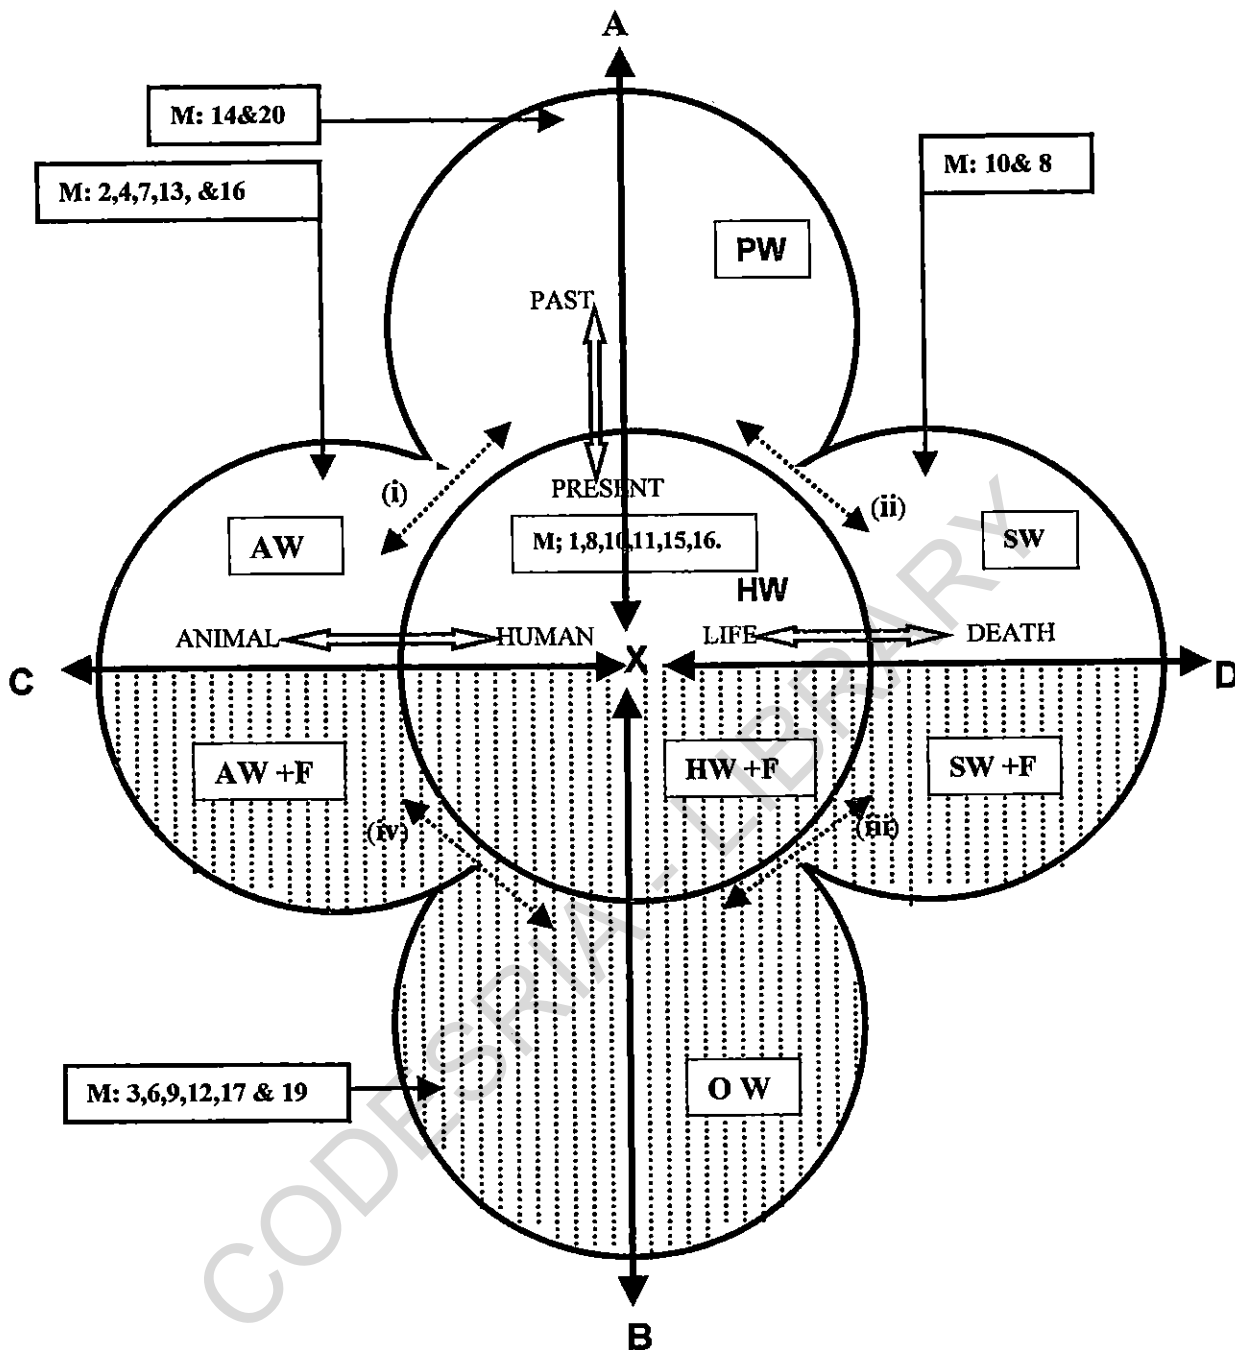 A
M: 14&20
M: 2,4,7,13, &16
M: 10& 8
PW
PAST
(i)
(ii)
PRESENT
AW
M; 1,8,10,11,15,16.
SW
HW
ANIMAL
HUMAN
LIFE
DEATH
C
X
D
AW +F
HW +F
SW +F
(iv)
(iii)
M: 3,6,9,12,17 & 19
O W
B
CODESRIA - LIBRARY